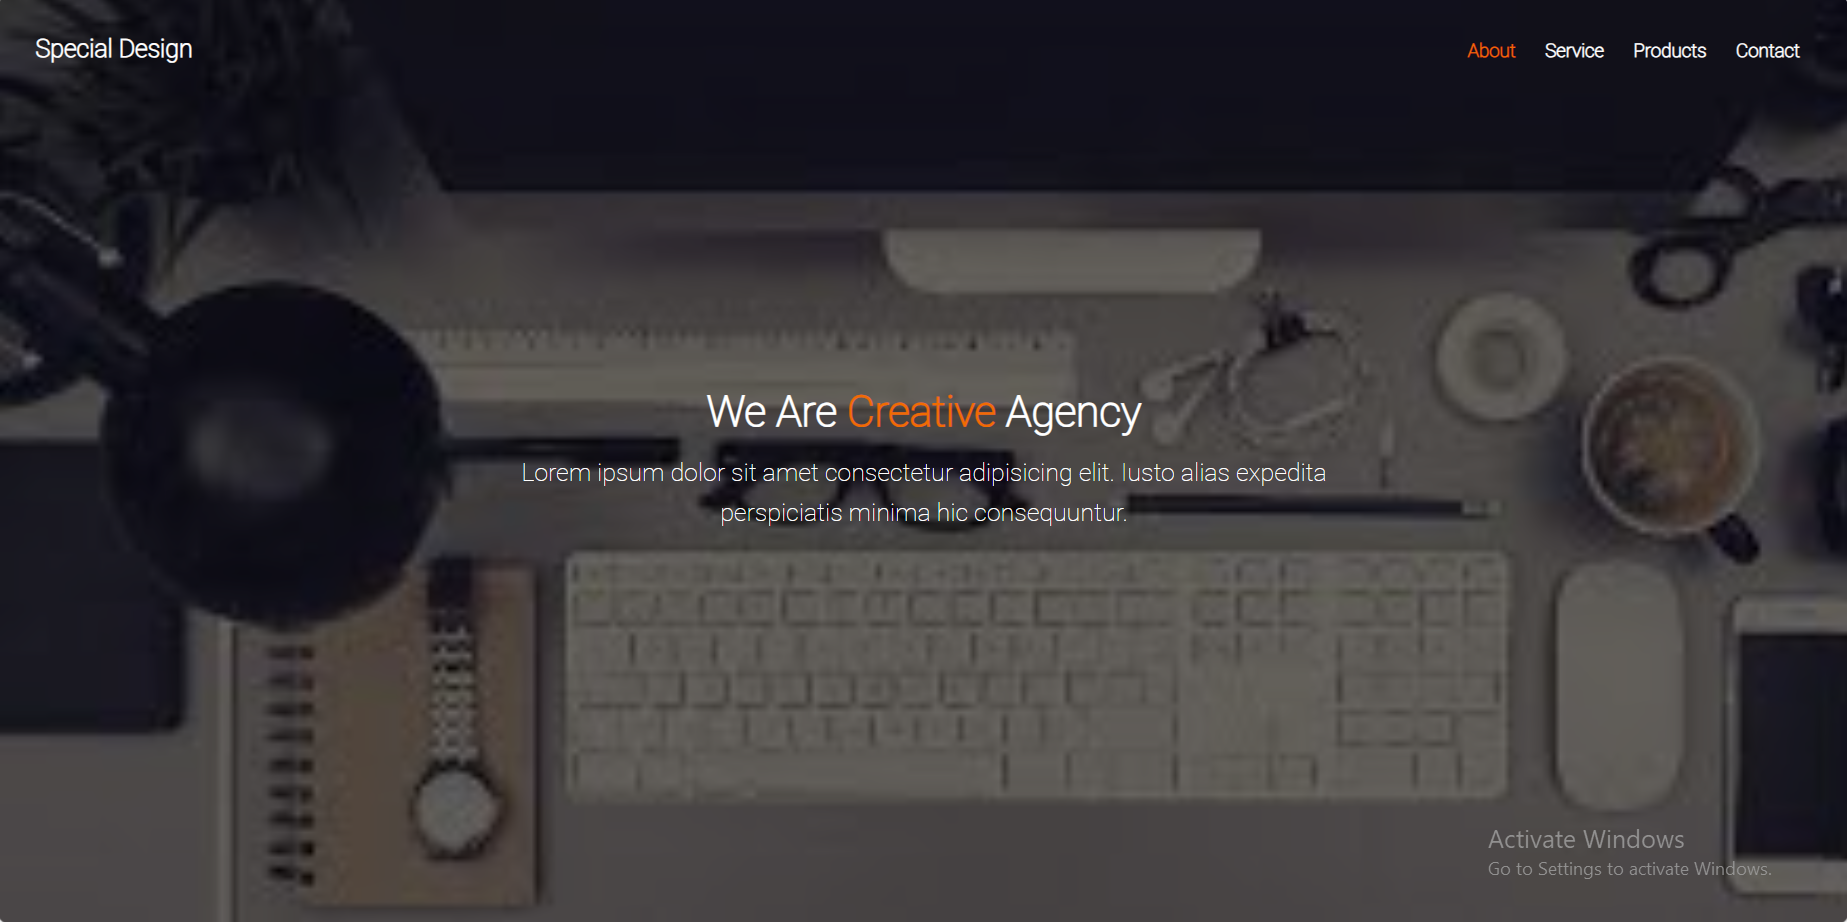 Special Design
About Service Products Contact
We Are Creative Agency
Lorem ipsum dolor sit amet consectetur adipisicing elit. Iusto alias expedita
perspiciatis minima hic consequuntur.
Activate Windows
Go to Settings to activate Windows.